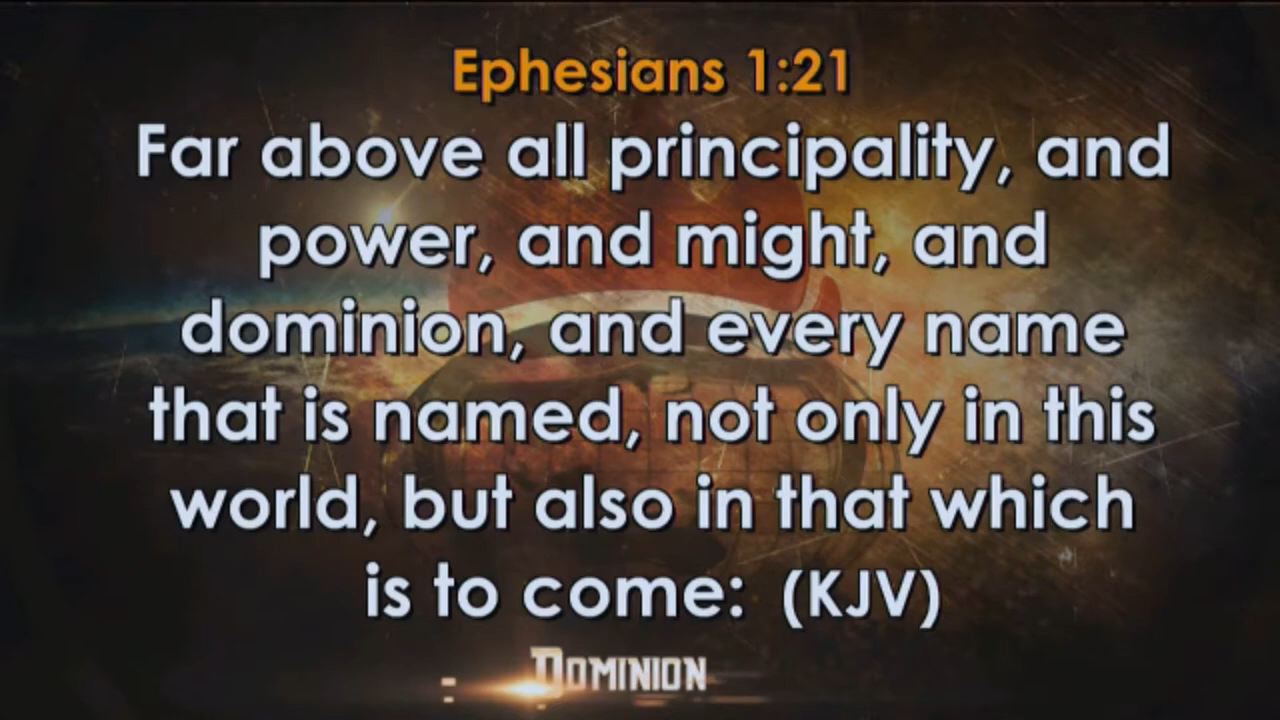 Ephesians 1:21
Far above all principality, and
power, and might, and
dominion, and every name
that is named, not only in this
world, but also in that which
is to come: (KJV)
DOMINION